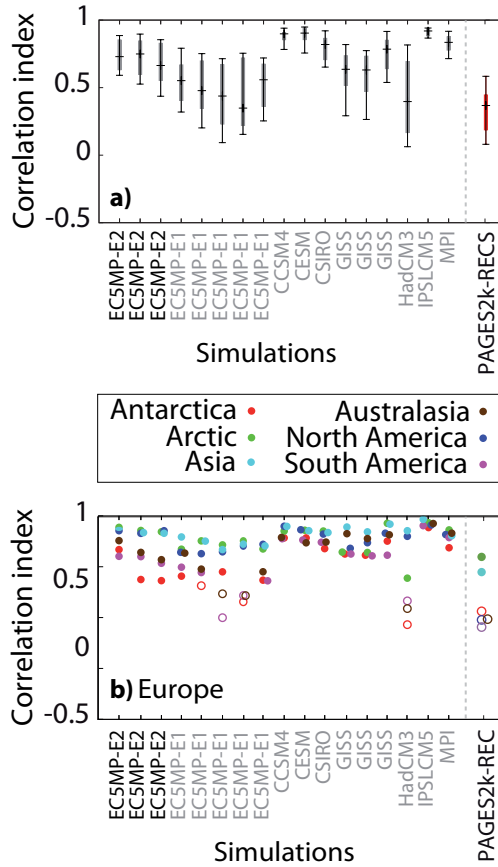 1
0.5
0
-0.5
Correlation index
a)
EC5MP-E2
EC5MP-E2
EC5MP-E2
EC5MP-E1
EC5MP-E1
EC5MP-E1
EC5MP-E1
EC5MP-E1
CCSM4
CESM
CSIRO
GISS
GISS
GISS
HadCM3
IPSLCM5
MPI
PAGES2k-RECS
Simulations
Antarctica
Arctic
Asia
Australasia
North America
South America
1
0.5
0
-0.5
Correlation index
b) Europe
EC5MP-E2
EC5MP-E2
EC5MP-E2
EC5MP-E1
EC5MP-E1
EC5MP-E1
EC5MP-E1
EC5MP-E1
CCSM4
CESM
CSIRO
GISS
GISS
GISS
HadCM3
IPSLCM5
MPI
PAGES2k-REC
Simulations